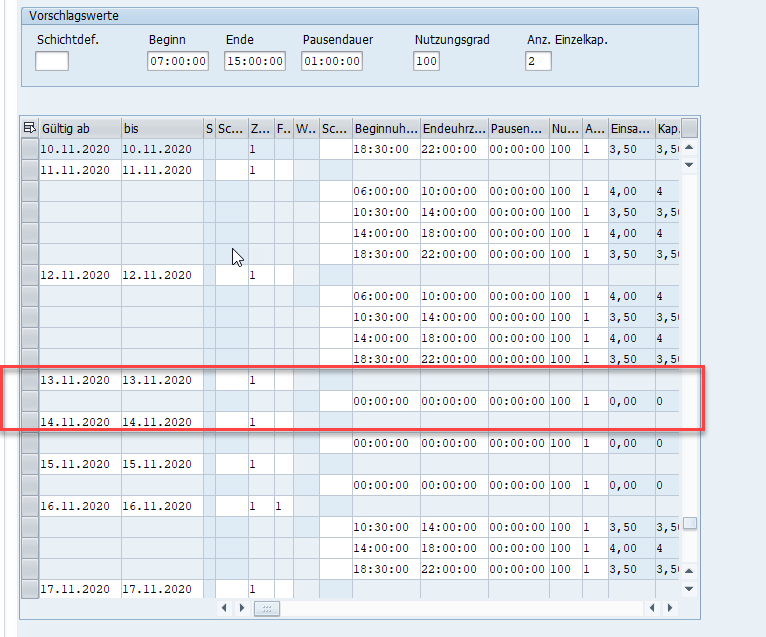 Vorschlagswerte
Schichtdef. Beginn Ende Pausendauer Nutzungsgrad Anz. Einzelkap.
07:00:00 15:00:00 01:00:00 100 2
Gültig ab bis S Sc... Z... F.. W.. Sc... Beginnuh... Endeuhrz... Pausen... Nu... A... Einsa... Kap.
10.11.2020 10.11.2020 1 18:30:00 22:00:00 00:00:00 100 1 3,50 3,50
11.11.2020 11.11.2020 1
06:00:00 10:00:00 00:00:00 100 1 4,00 4
10:30:00 14:00:00 00:00:00 100 1 3,50 3,50
14:00:00 18:00:00 00:00:00 100 1 4,00 4
18:30:00 22:00:00 00:00:00 100 1 3,50 3,50
12.11.2020 12.11.2020 1
06:00:00 10:00:00 00:00:00 100 1 4,00 4
10:30:00 14:00:00 00:00:00 100 1 3,50 3,50
14:00:00 18:00:00 00:00:00 100 1 4,00 4
18:30:00 22:00:00 00:00:00 100 1 3,50 3,50
13.11.2020 13.11.2020 1
00:00:00 00:00:00 00:00:00 100 1 0,00 0
14.11.2020 14.11.2020 1
00:00:00 00:00:00 00:00:00 100 1 0,00 0
15.11.2020 15.11.2020 1
00:00:00 00:00:00 00:00:00 100 1 0,00 0
16.11.2020 16.11.2020 1 1
10:30:00 14:00:00 00:00:00 100 1 3,50 3,50
14:00:00 18:00:00 00:00:00 100 1 4,00 4
18:30:00 22:00:00 00:00:00 100 1 3,50 3,50
17.11.2020 17.11.2020 1